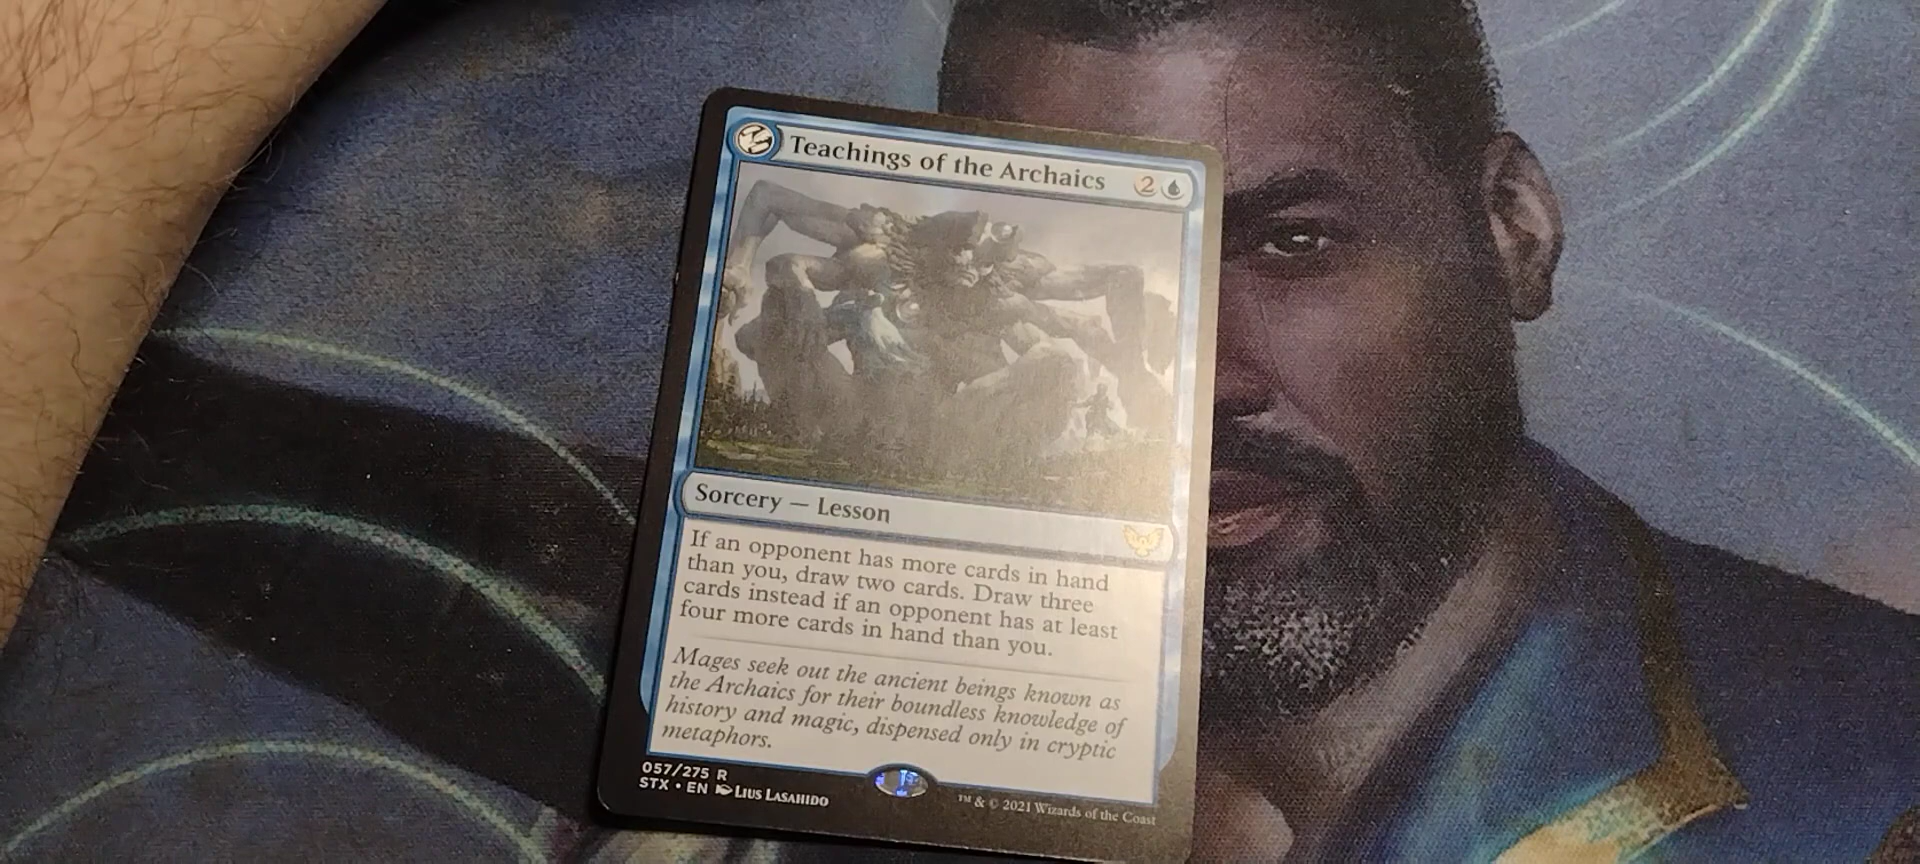 Teachings of the Archaics 2
Sorcery — Lesson
If an opponent has more cards in hand
than you, draw two cards. Draw three
cards instead if an opponent has at least
four more cards in hand than you.
Mages seek out the ancient beings known as
the Archaics for their boundless knowledge of
history and magic, dispensed only in cryptic
metaphors.
057/275 R
STX • EN Lius Lasahido
™ & © 2021 Wizards of the Coast